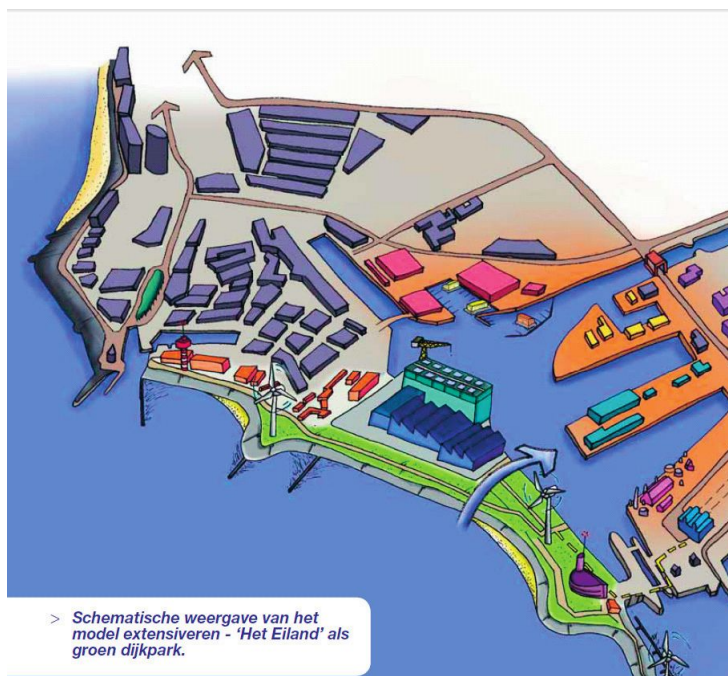 > Schematische weergave van het
model extensiveren - ‘Het Eiland’ als
groen dijkpark.